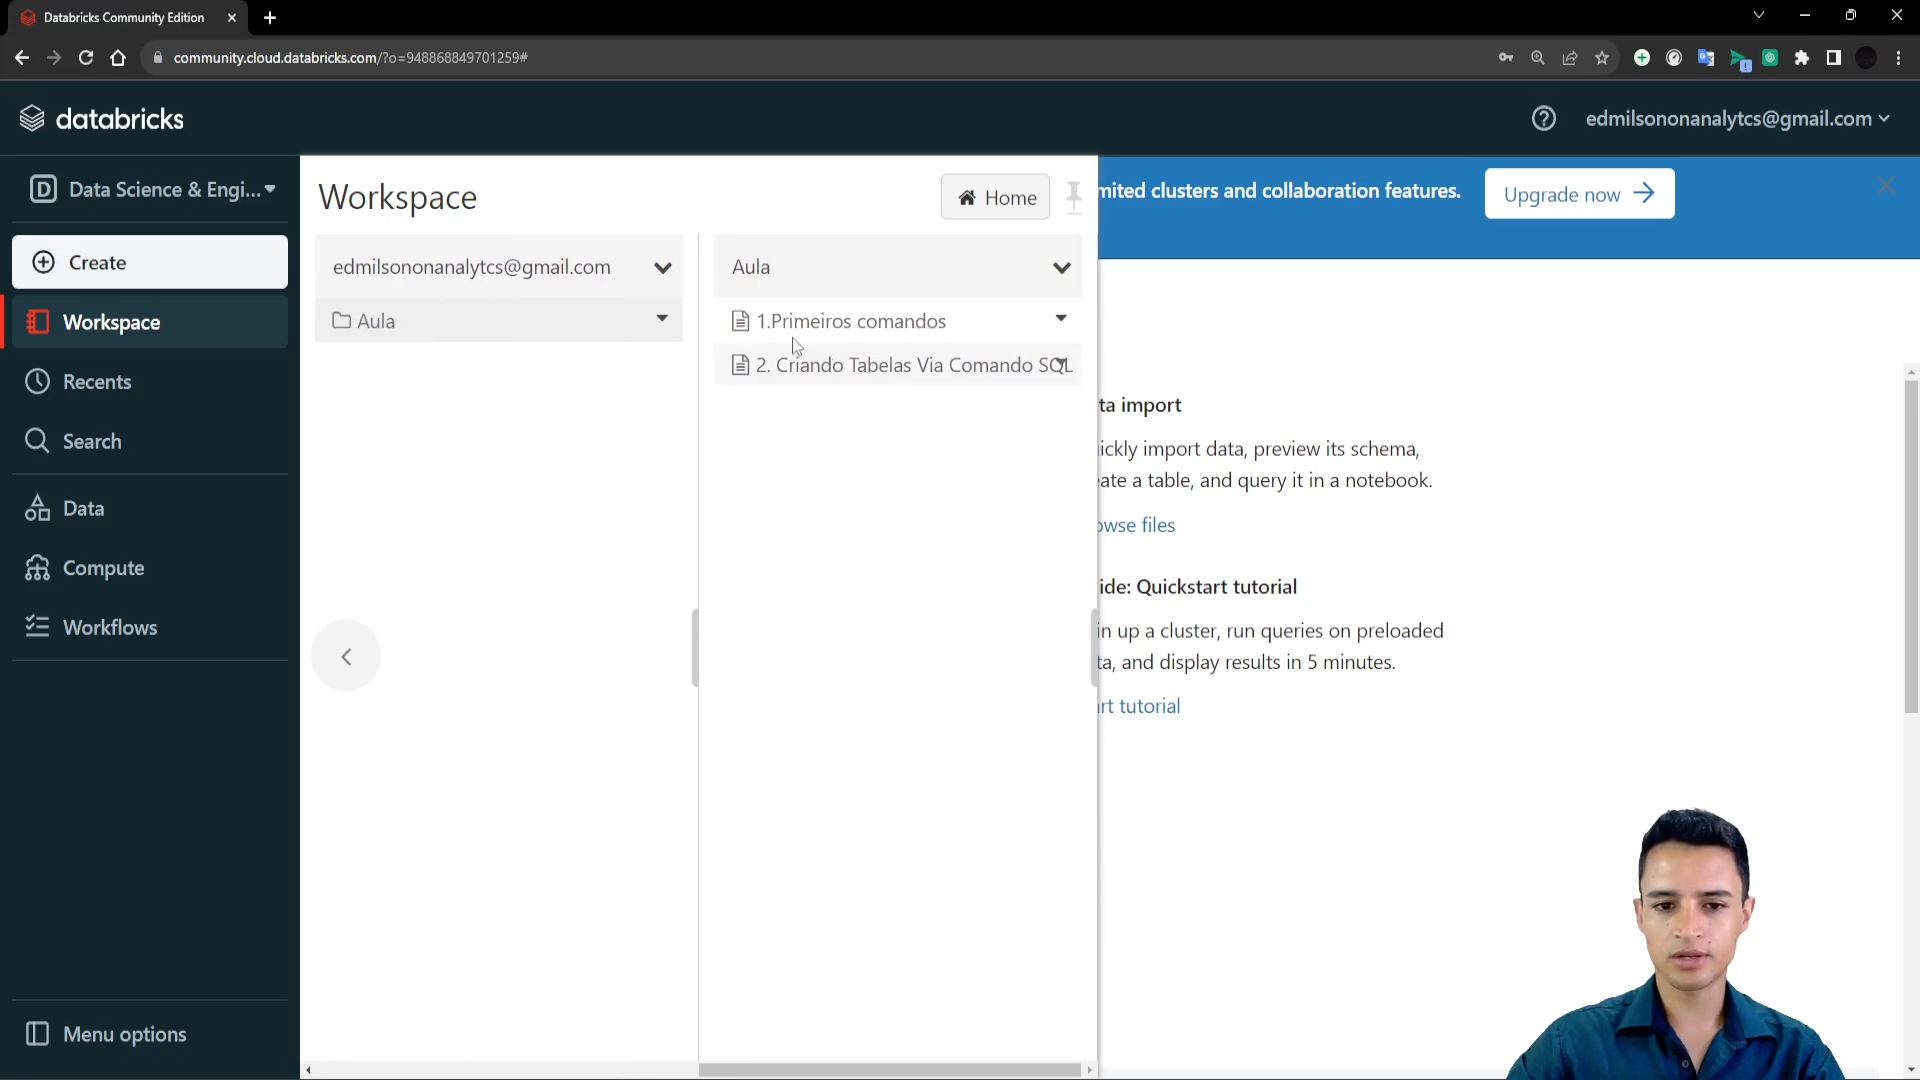 Databricks Community Edition
community.cloud.databricks.com/?o=948868849701259#
databricks
edmilsononanalytcs@gmail.com
Data Science & Engi...
Create
Workspace
Recents
Search
Data
Compute
Workflows
Menu options
Workspace
Home
edmilsononanalytcs@gmail.com
Aula
Aula
1.Primeiros comandos
2. Criando Tabelas Via Comando SQL
mited clusters and collaboration features.
Upgrade now
ta import
ickly import data, preview its schema,
eate a table, and query it in a notebook.
owse files
ide: Quickstart tutorial
in up a cluster, run queries on preloaded
ta, and display results in 5 minutes.
rt tutorial